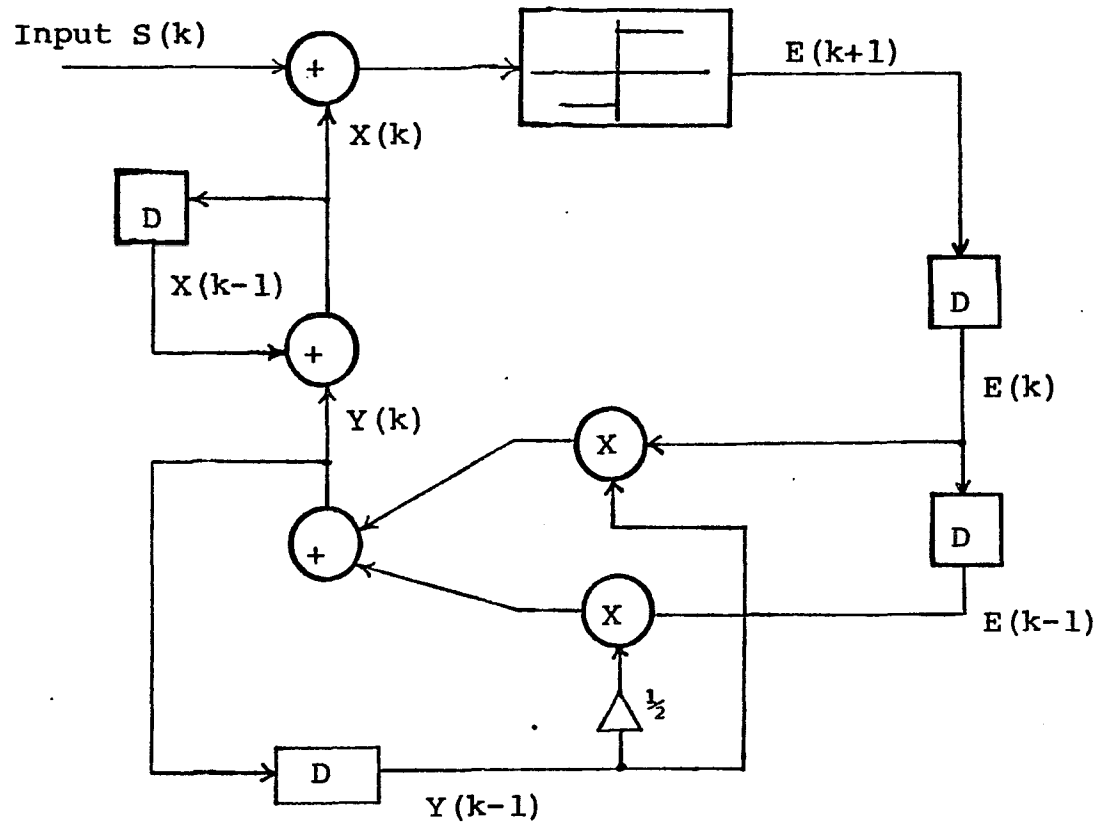 Input S(k)
+
E(k+1)
X(k)
D
X(k-1)
D
+
E(k)
Y(k)
X
D
+
X
E(k-1)
½
D
Y(k-1)